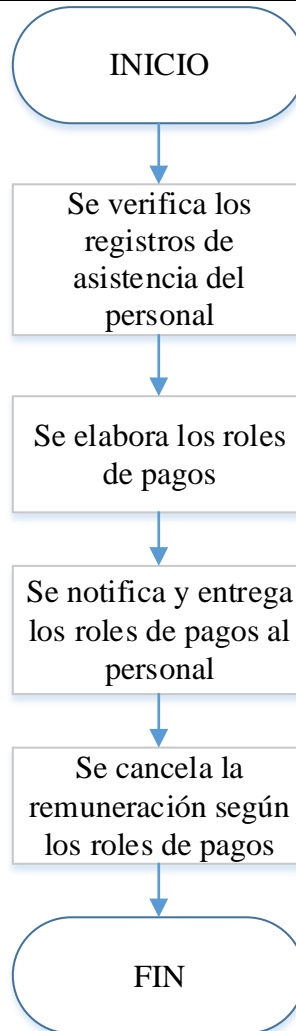 INICIO
Se verifica los
registros de
asistencia del
personal
Se elabora los roles
de pagos
Se notifica y entrega
los roles de pagos al
personal
Se cancela la
remuneración según
los roles de pagos
FIN